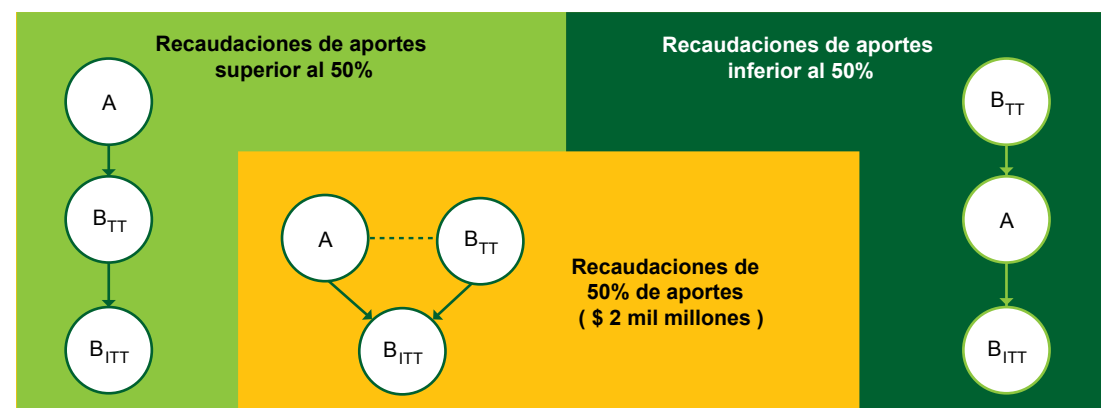 Recaudaciones de aportes
superior al 50%
A
B_TT
B_ITT
Recaudaciones de aportes
inferior al 50%
B_TT
A
B_ITT
A
B_TT
B_ITT
Recaudaciones de
50% de aportes
( $ 2 mil millones )